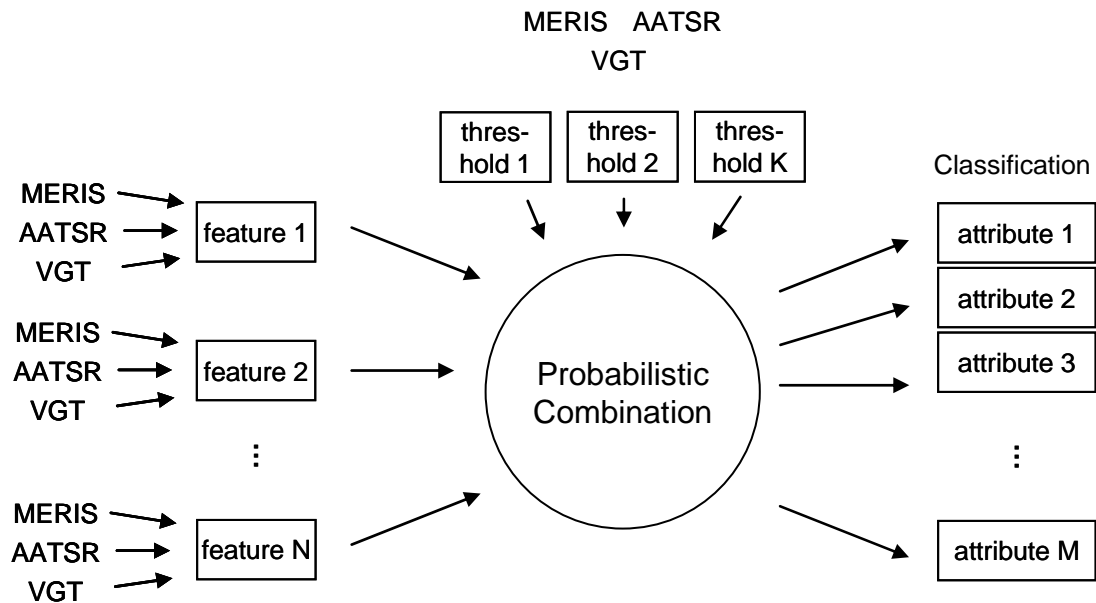 MERIS AATSR
VGT
thres-
hold 1
thres-
hold 2
thres-
hold K
Classification
MERIS
AATSR
VGT
feature 1
MERIS
AATSR
VGT
feature 2
...
MERIS
AATSR
VGT
feature N
Probabilistic
Combination
attribute 1
attribute 2
attribute 3
...
attribute M